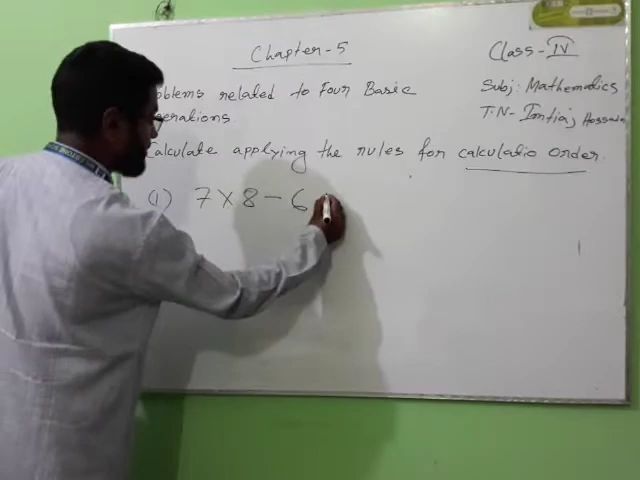 Chapter-5
Class-IV
Subj: Mathematics
T.N- Imtiaj Hossain
oblems related to Four Basic
erations
alculate applying the rules for calculatio order.
(1) 7 × 8 - 6